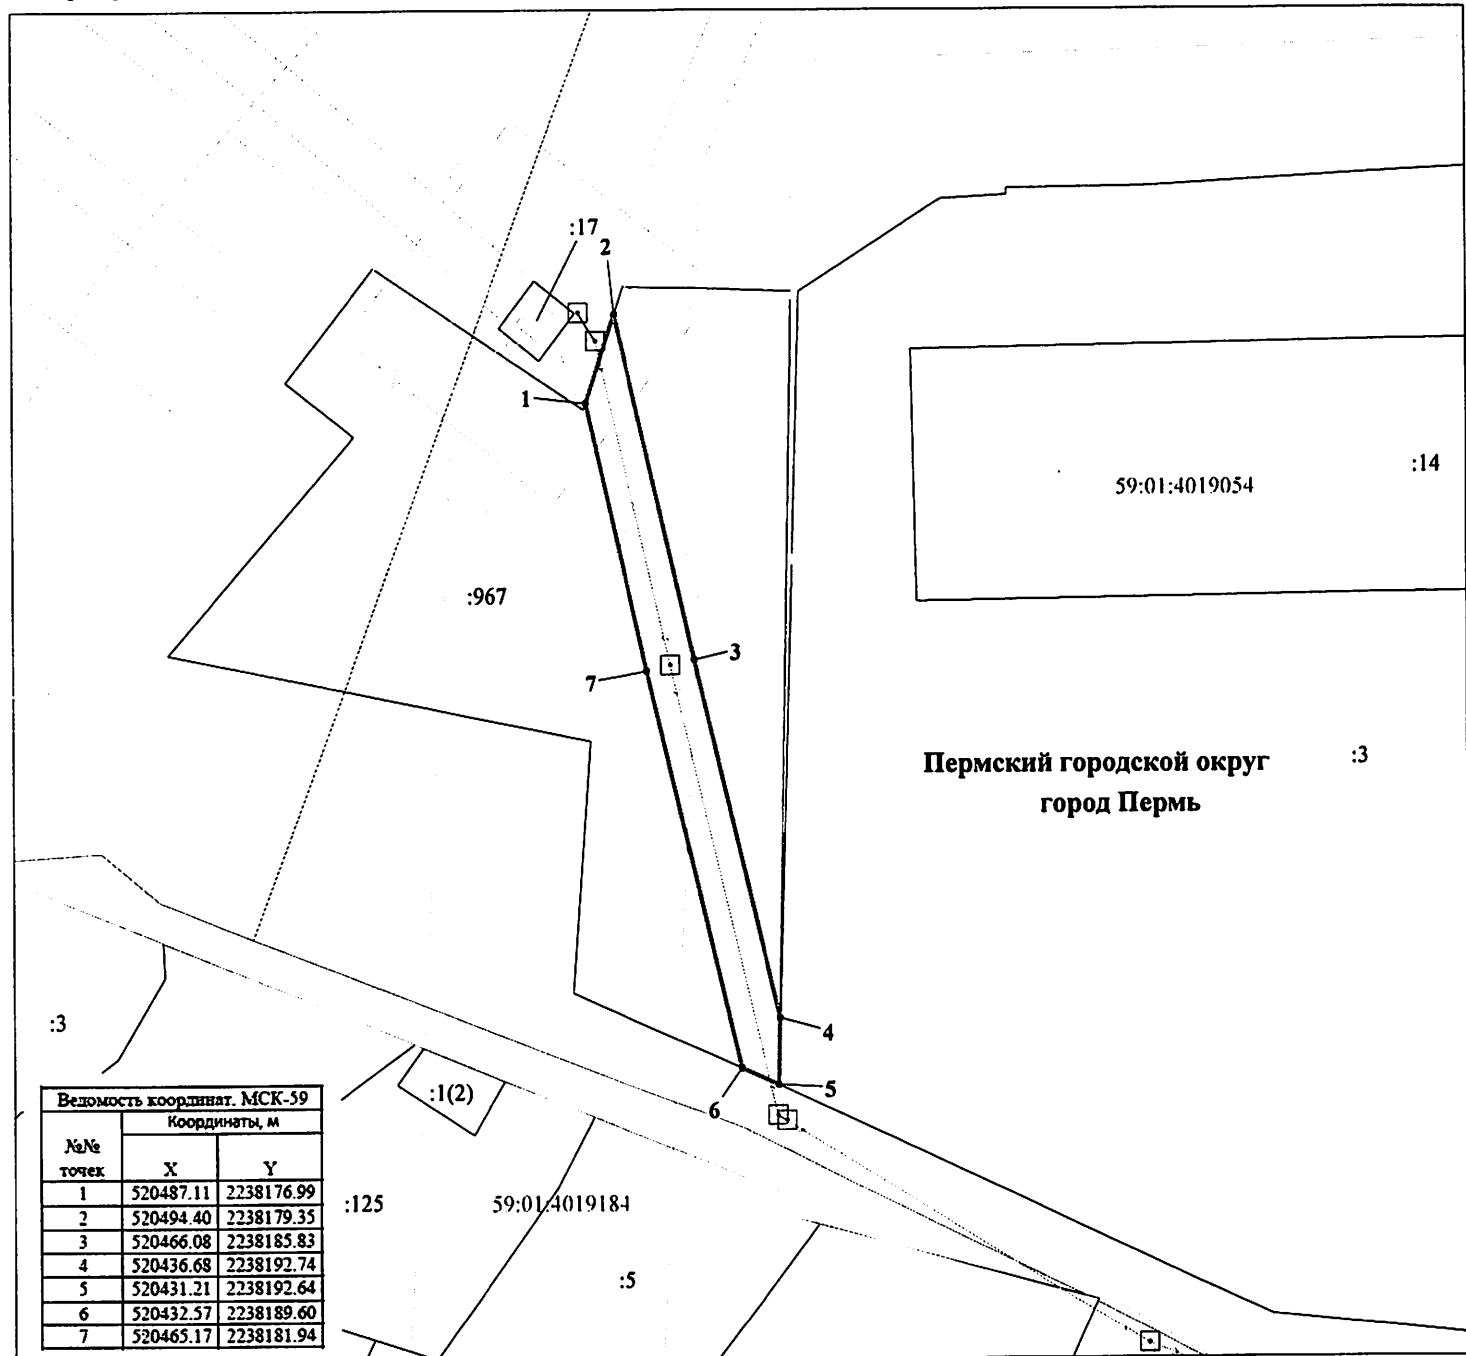 :17
2
1
:14
59:01:4019054
:967
3
7
Пермский городской округ
:3
город Пермь
:3
4
5
6
:1(2)
:125
59:01:4019184
:5
Ведомость координат. МСК-59
№№ точек
Координаты, м
X Y
1 520487.11 2238176.99
2 520494.40 2238179.35
3 520466.08 2238185.83
4 520436.68 2238192.74
5 520431.21 2238192.64
6 520432.57 2238189.60
7 520465.17 2238181.94